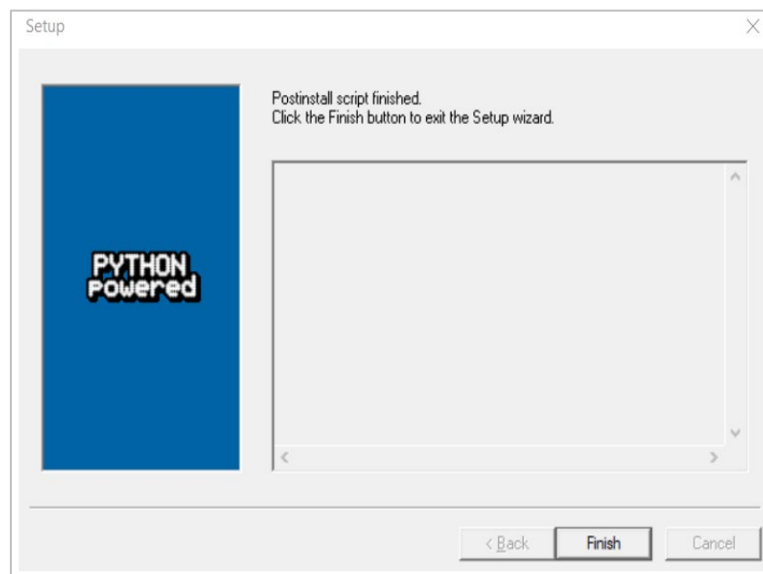 Setup
Postinstall script finished.
Click the Finish button to exit the Setup wizard.
PYTHON
powered
< Back
Finish
Cancel